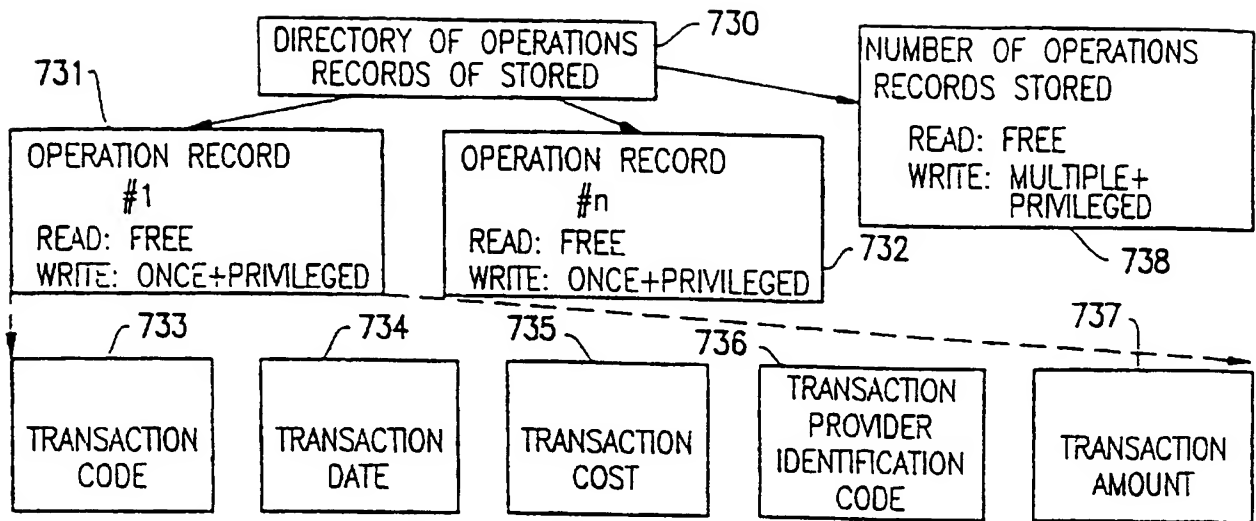 DIRECTORY OF OPERATIONS
RECORDS OF STORED
730
NUMBER OF OPERATIONS
RECORDS STORED
READ: FREE
WRITE: MULTIPLE+
PRIVILEGED
738
731
OPERATION RECORD
#1
READ: FREE
WRITE: ONCE+PRIVILEGED
OPERATION RECORD
#n
READ: FREE
WRITE: ONCE+PRIVILEGED
732
733
TRANSACTION
CODE
734
TRANSACTION
DATE
735
TRANSACTION
COST
736
TRANSACTION
PROVIDER
IDENTIFICATION
CODE
737
TRANSACTION
AMOUNT